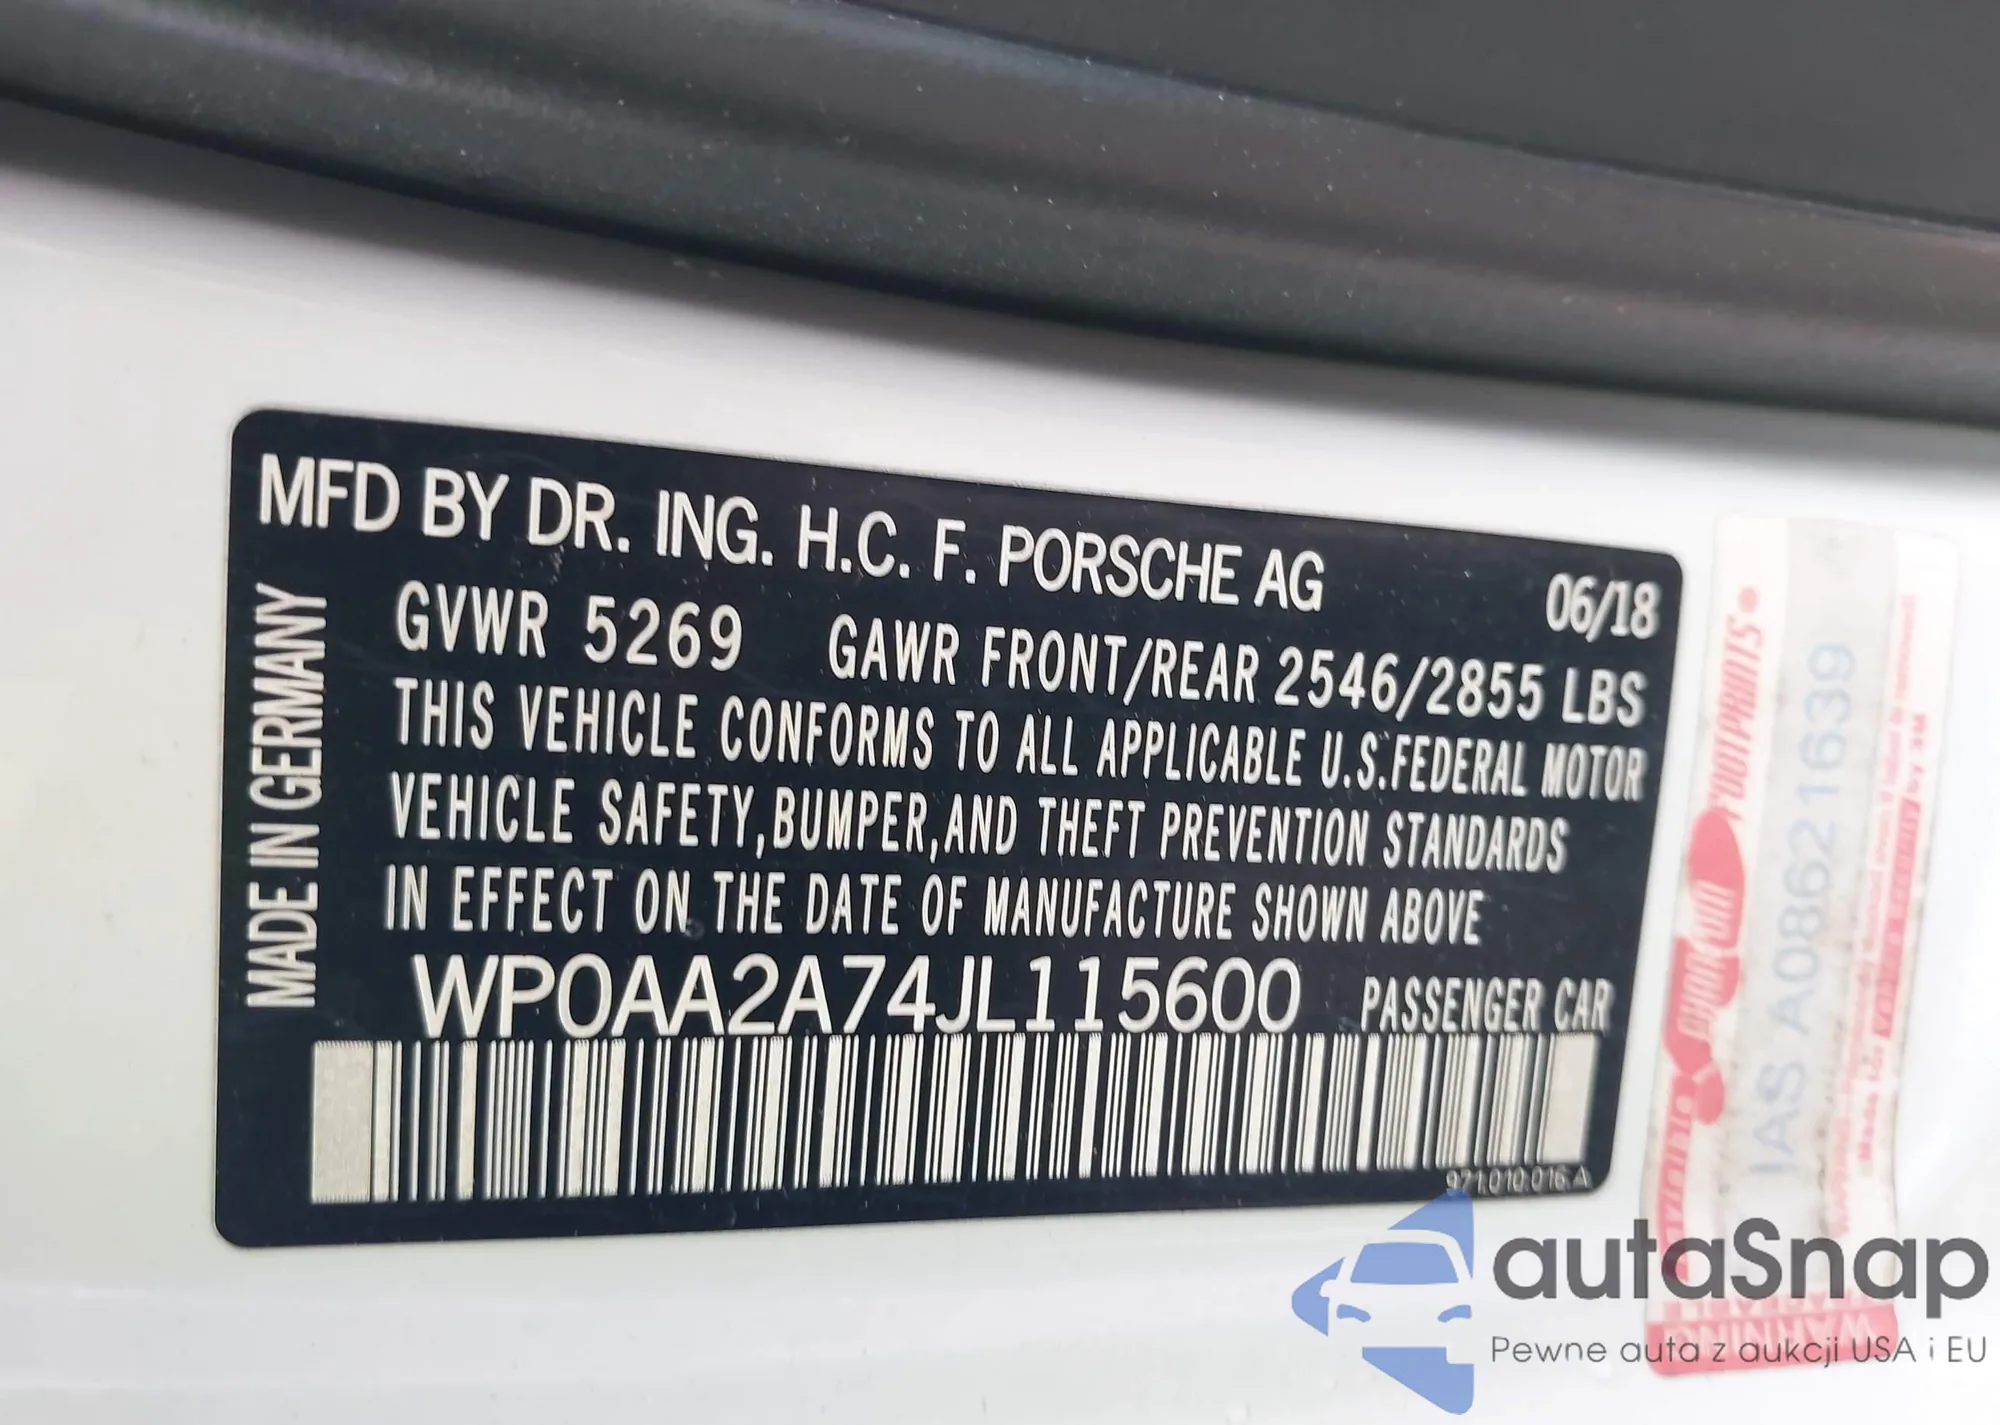 MFD BY DR. ING. H.C. F. PORSCHE AG
06/18
GVWR 5269 GAWR FRONT/REAR 2546/2855 LBS
THIS VEHICLE CONFORMS TO ALL APPLICABLE U.S.FEDERAL MOTOR
VEHICLE SAFETY,BUMPER,AND THEFT PREVENTION STANDARDS
IN EFFECT ON THE DATE OF MANUFACTURE SHOWN ABOVE
WP0AA2A74JL115600 PASSENGER CAR
971.010.016.A
MADE IN GERMANY
PHANTOM FOOTPRINTS
IAS A08621639
WARNING
autaSnap
Pewne auta z aukcji USA i EU